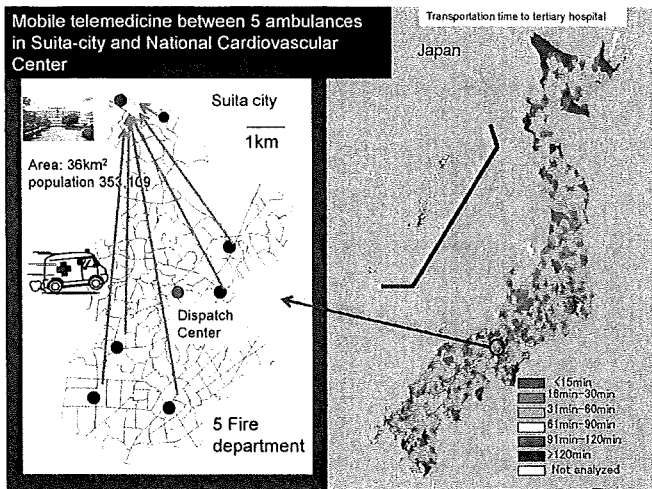 Mobile telemedicine between 5 ambulances
in Suita-city and National Cardiovascular
Center
Suita city
1km
Area: 36km²
population 353,109
Dispatch
Center
5 Fire
department
Transportation time to tertiary hospital
Japan
<15min
16min-30min
31min-60min
61min-90min
91min-120min
>120min
Not analyzed